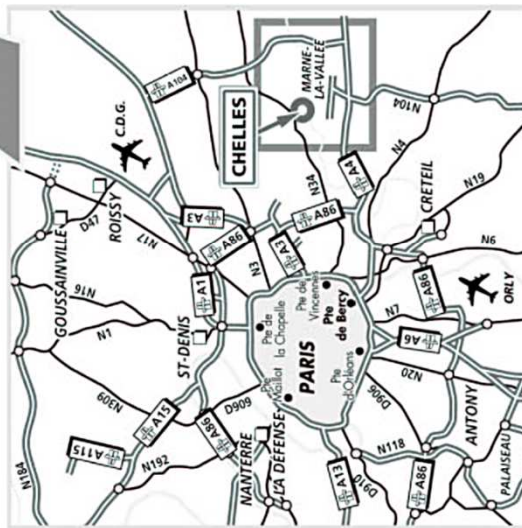 A104
C.D.G.
CHELLES
MARNE-
LA-VALLEE
N104
GOUSSAINVILLE
D47
ROISSY
N17
A3
A86
N34
A86
A4
N4
CRETEIL
N19
N16
N1
A1
N3
A3
ST-DENIS
Pte de
la Chapelle
Pte de
Vincennes
Pte
de Bercy
N6
A86
ORLY
N7
A6
N309
A15
A86
D909
Pte
Maillot
PARIS
Pte
d'Orléans
N20
D906
ANTONY
A115
N192
N184
NANTERRE
LA DEFENSE
A13
D910
N118
A86
PALAISEAU